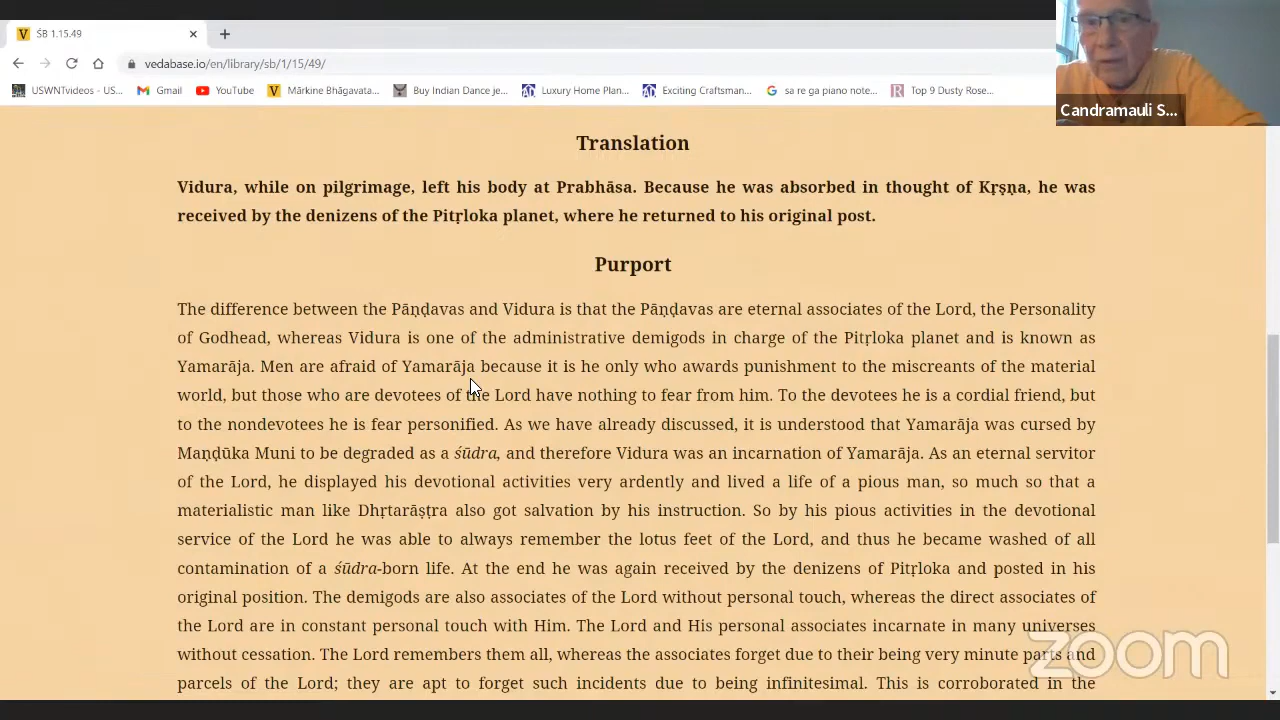 ŚB 1.15.49
vedabase.io/en/library/sb/1/15/49/
USWNTvideos - US... Gmail YouTube Mārkine Bhāgavata... Buy Indian Dance je... Luxury Home Plan... Exciting Craftsman... sa re ga piano note... Top 9 Dusty Rose...
Candramauli S...
Translation
Vidura, while on pilgrimage, left his body at Prabhāsa. Because he was absorbed in thought of Kṛṣṇa, he was
received by the denizens of the Pitṛloka planet, where he returned to his original post.
Purport
The difference between the Pāṇḍavas and Vidura is that the Pāṇḍavas are eternal associates of the Lord, the Personality
of Godhead, whereas Vidura is one of the administrative demigods in charge of the Pitṛloka planet and is known as
Yamarāja. Men are afraid of Yamarāja because it is he only who awards punishment to the miscreants of the material
world, but those who are devotees of the Lord have nothing to fear from him. To the devotees he is a cordial friend, but
to the nondevotees he is fear personified. As we have already discussed, it is understood that Yamarāja was cursed by
Maṇḍūka Muni to be degraded as a śūdra, and therefore Vidura was an incarnation of Yamarāja. As an eternal servitor
of the Lord, he displayed his devotional activities very ardently and lived a life of a pious man, so much so that a
materialistic man like Dhṛtarāṣṭra also got salvation by his instruction. So by his pious activities in the devotional
service of the Lord he was able to always remember the lotus feet of the Lord, and thus he became washed of all
contamination of a śūdra-born life. At the end he was again received by the denizens of Pitṛloka and posted in his
original position. The demigods are also associates of the Lord without personal touch, whereas the direct associates of
the Lord are in constant personal touch with Him. The Lord and His personal associates incarnate in many universes
without cessation. The Lord remembers them all, whereas the associates forget due to their being very minute parts and
parcels of the Lord; they are apt to forget such incidents due to being infinitesimal. This is corroborated in the
zoom